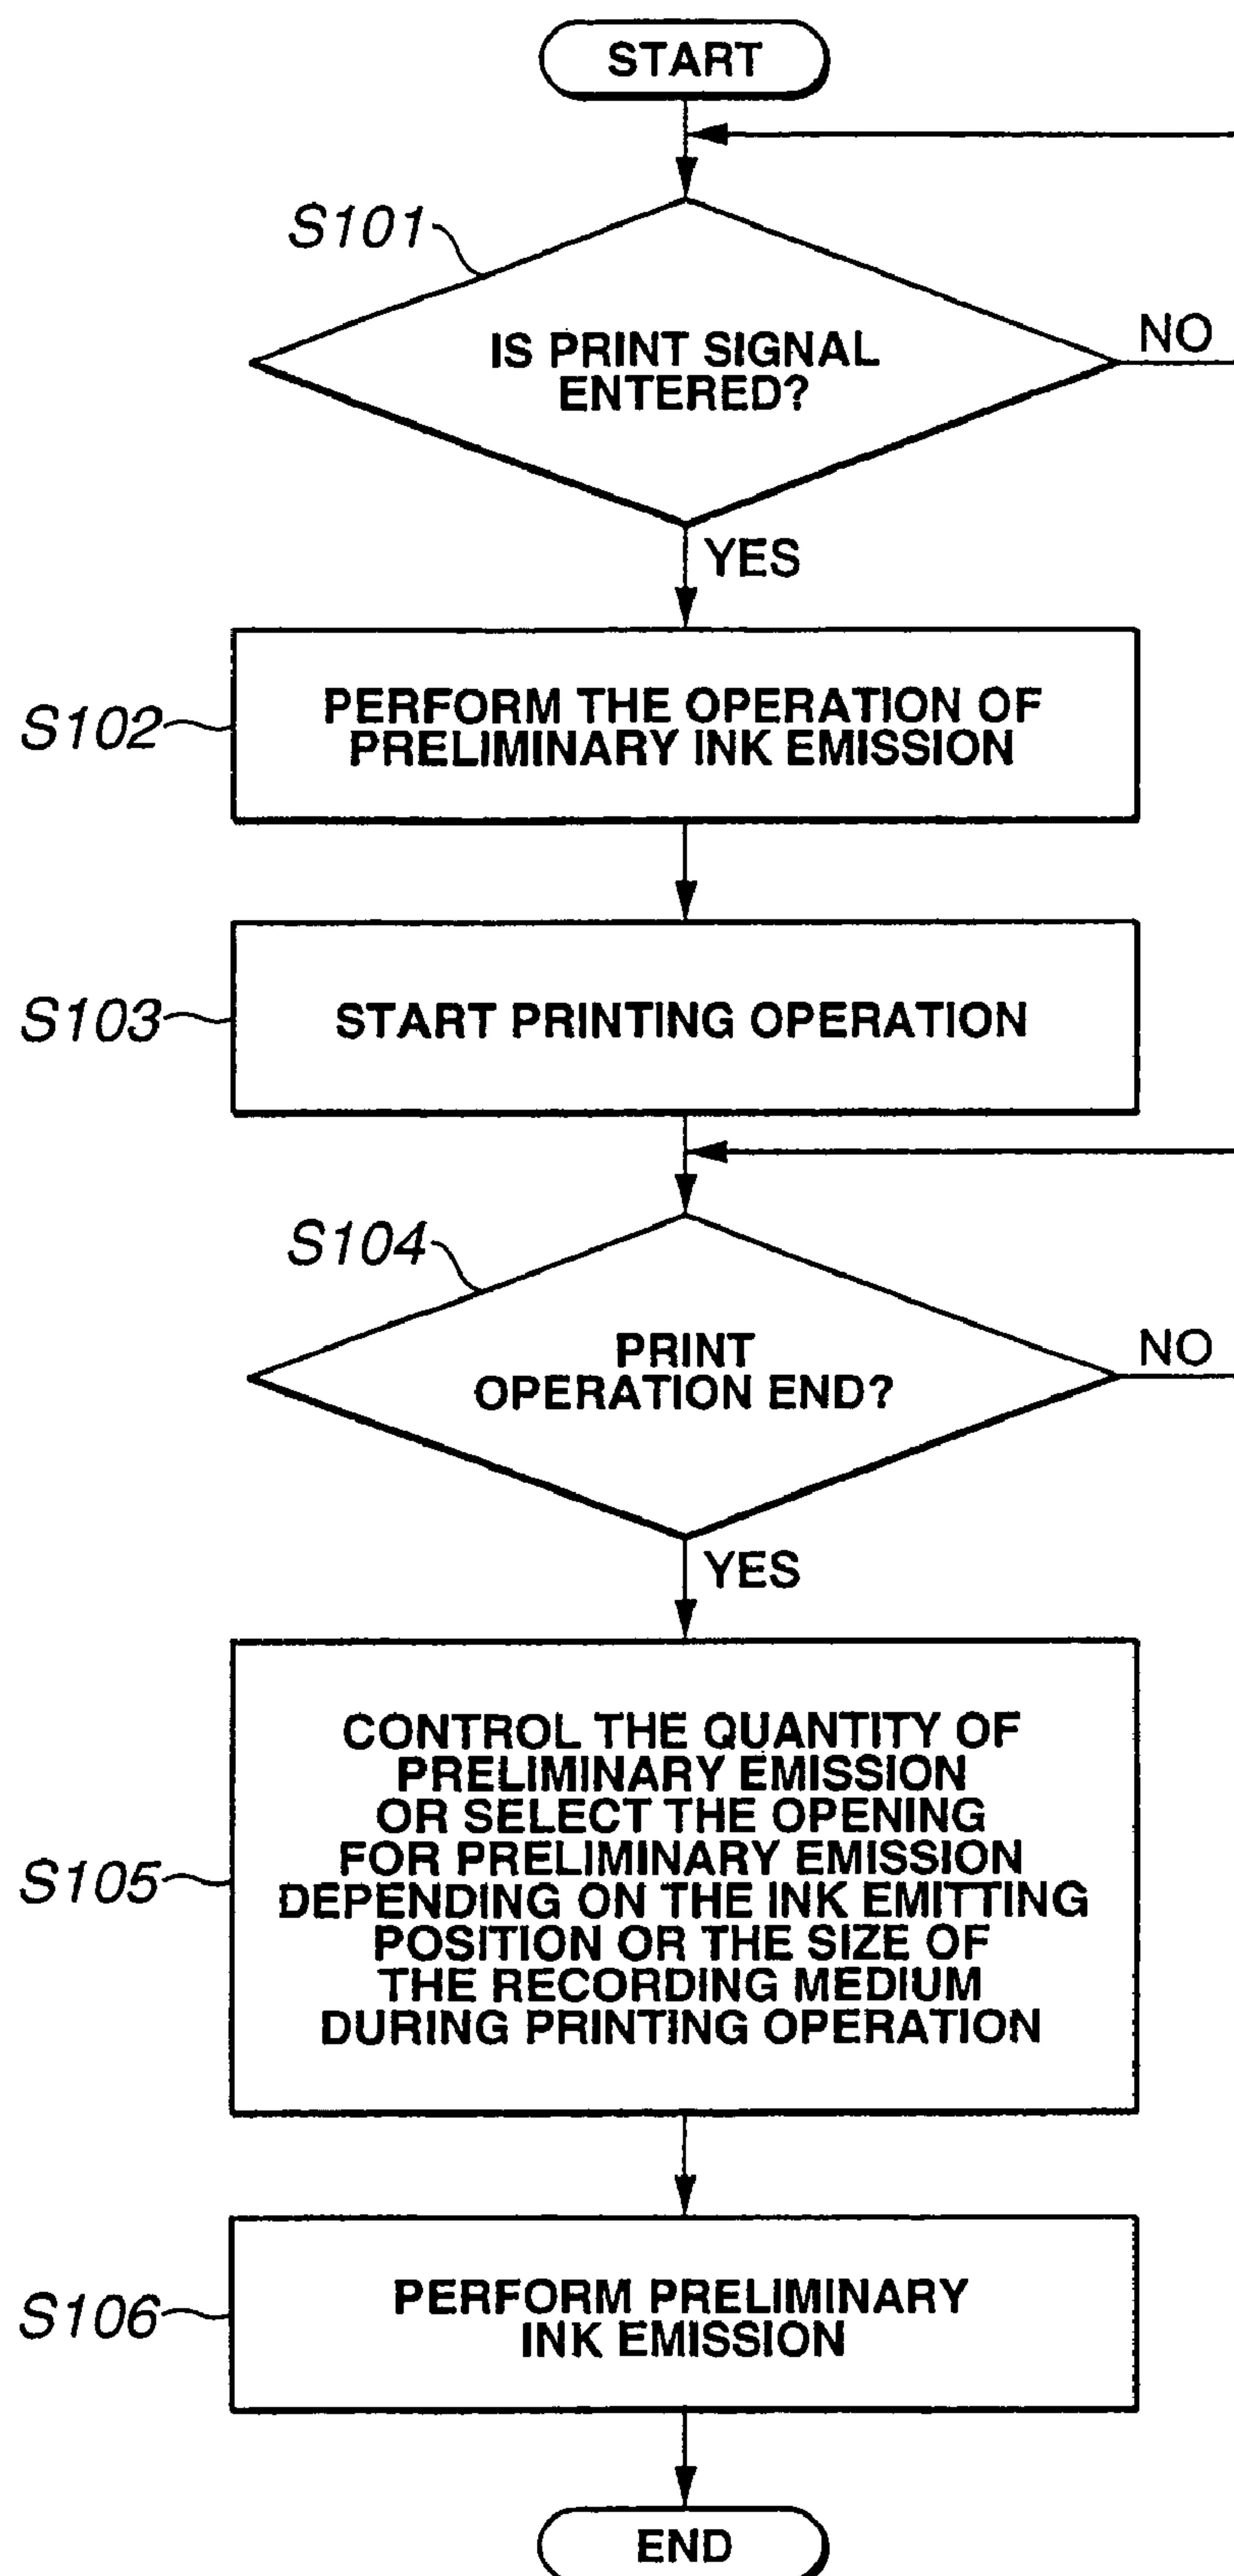 START
S101
IS PRINT SIGNAL
ENTERED?
NO
YES
S102
PERFORM THE OPERATION OF
PRELIMINARY INK EMISSION
S103
START PRINTING OPERATION
S104
PRINT
OPERATION END?
NO
YES
S105
CONTROL THE QUANTITY OF
PRELIMINARY EMISSION
OR SELECT THE OPENING
FOR PRELIMINARY EMISSION
DEPENDING ON THE INK EMITTING
POSITION OR THE SIZE OF
THE RECORDING MEDIUM
DURING PRINTING OPERATION
S106
PERFORM PRELIMINARY
INK EMISSION
END